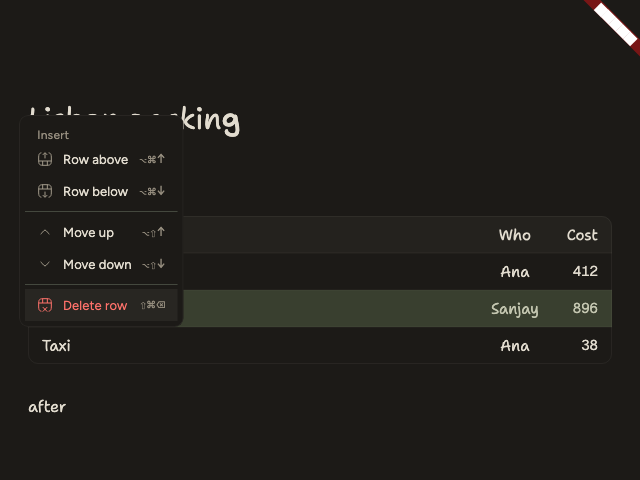 king
Insert
Row above ⌥⌘↑
Row below ⌥⌘↓
Move up ⌥⇧↑
Move down ⌥⇧↓
Delete row ⇧⌘⌫
Who Cost
Ana 412
Sanjay 896
Taxi Ana 38
after